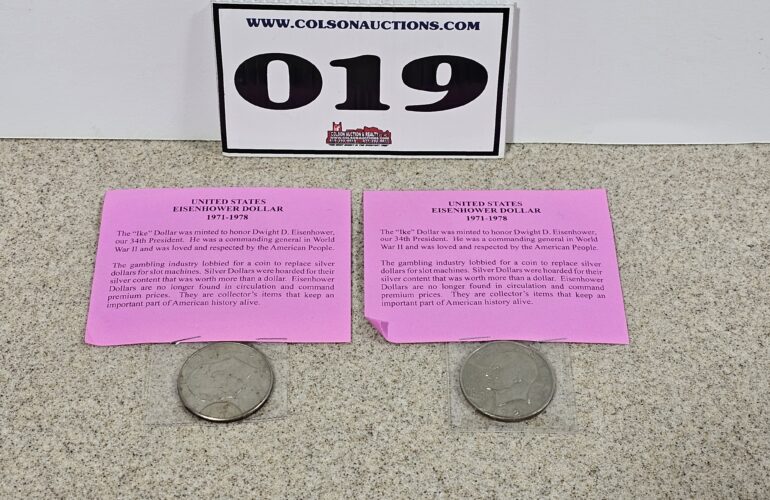 WWW.COLSONAUCTIONS.COM
019
COLSON AUCTION & REALTY
WWW.COLSONAUCTIONS.COM
UNITED STATES
EISENHOWER DOLLAR
1971-1978
The "Ike" Dollar was minted to honor Dwight D. Eisenhower,
our 34th President. He was a commanding general in World
War II and was loved and respected by the American People.
The gambling industry lobbied for a coin to replace silver
dollars for slot machines. Silver Dollars were hoarded for their
silver content that was worth more than a dollar. Eisenhower
Dollars are no longer found in circulation and command
premium prices. They are collector's items that keep an
important part of American history alive.
UNITED STATES
EISENHOWER DOLLAR
1971-1978
The "Ike" Dollar was minted to honor Dwight D. Eisenhower,
our 34th President. He was a commanding general in World
War II and was loved and respected by the American People.
The gambling industry lobbied for a coin to replace silver
dollars for slot machines. Silver Dollars were hoarded for their
silver content that was worth more than a dollar. Eisenhower
Dollars are no longer found in circulation and command
premium prices. They are collector's items that keep an
important part of American history alive.